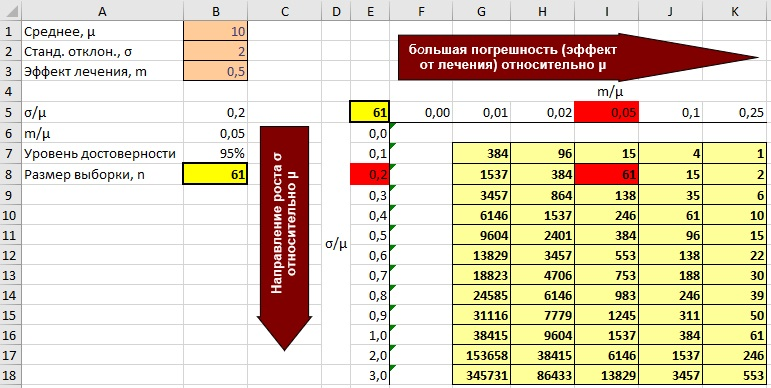 A B C D E F G H I J K
1 Среднее, μ 10
2 Станд. отклон., σ 2
3 Эффект лечения, m 0,5
большая погрешность (эффект
от лечения) относительно μ
4 m/μ
5 σ/μ 0,2 61 0,00 0,01 0,02 0,05 0,1 0,25
6 m/μ 0,05 0,0
7 Уровень достоверности 95% 0,1 384 96 15 4 1
8 Размер выборки, n 61 0,2 1537 384 61 15 2
9 0,3 3457 864 138 35 6
10 0,4 6146 1537 246 61 10
11 0,5 9604 2401 384 96 15
σ/μ
12 0,6 13829 3457 553 138 22
13 0,7 18823 4706 753 188 30
14 0,8 24585 6146 983 246 39
15 0,9 31116 7779 1245 311 50
16 1,0 38415 9604 1537 384 61
17 2,0 153658 38415 6146 1537 246
18 3,0 345731 86433 13829 3457 553
Направление роста σ
относительно μ